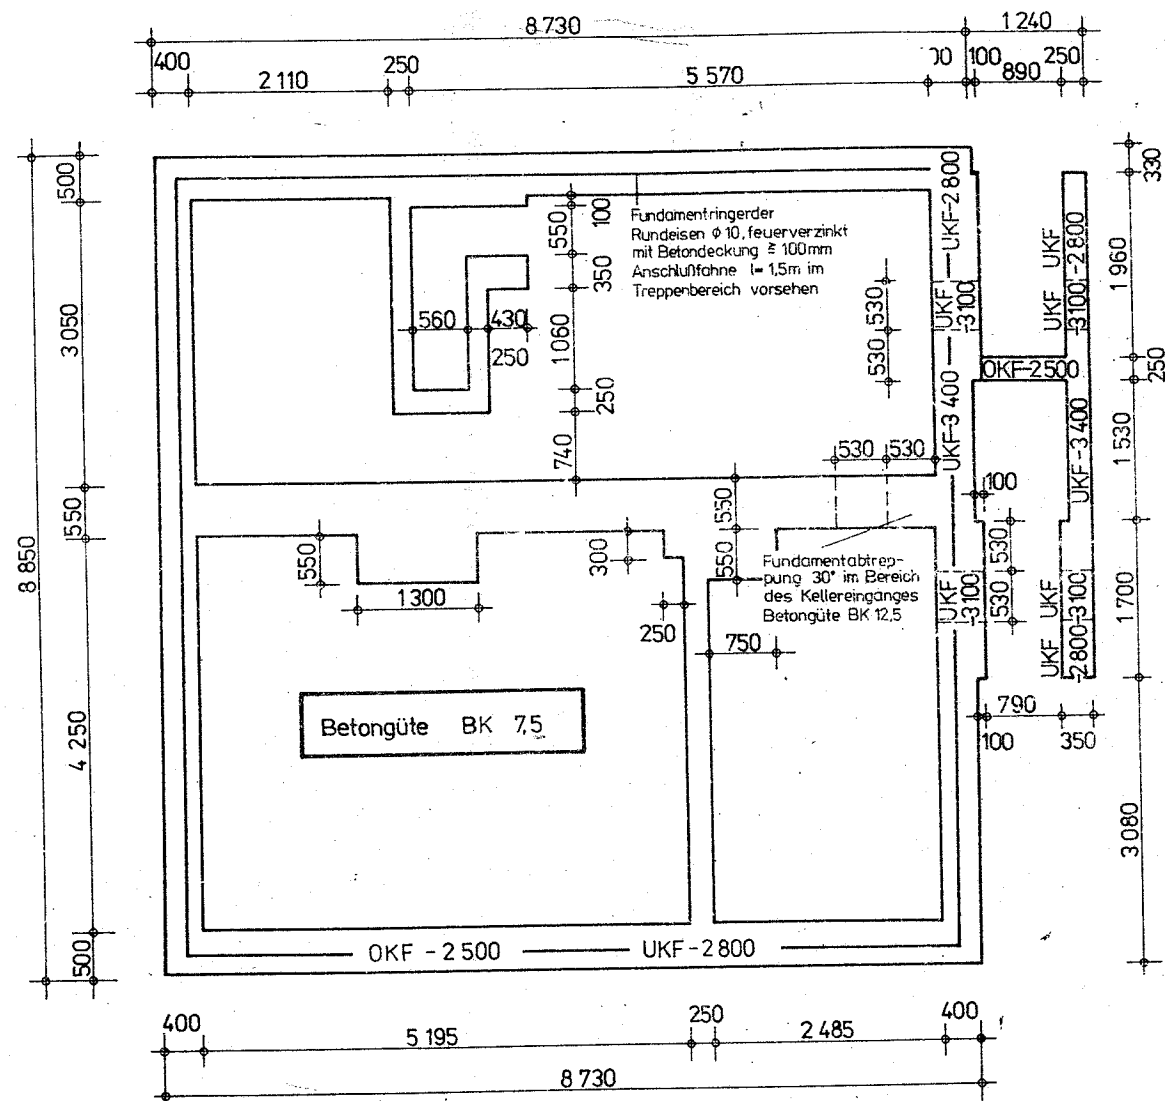 8 730
1 240
400
2 110
250
5 570
100
890
250
500
3 050
550
8 850
4 250
500
330
1 960
250
1 530
1 700
3 080
550
100
350
560
430
250
1 060
250
740
Fundamentringerder
Rundeisen ϕ 10, feuerverzinkt
mit Betondeckung ≧ 100mm
Anschlußfahne l= 1,5m im
Treppenbereich vorsehen
530
530
530
530
UKF-2 800
UKF
-3100
UKF-3 400
UKF
-3100
UKF UKF
-3100
-2 800
OKF-2500
UKF-3 400
100
530
530
UKF UKF
-2 800
-3100
550
1 300
300
250
550
550
750
Fundamentabtrep-
pung 30° im Bereich
des Kellereinganges
Betongüte BK 12,5
790
100
350
Betongüte BK 7,5
OKF - 2 500
UKF - 2 800
400
5 195
250
2 485
400
8 730